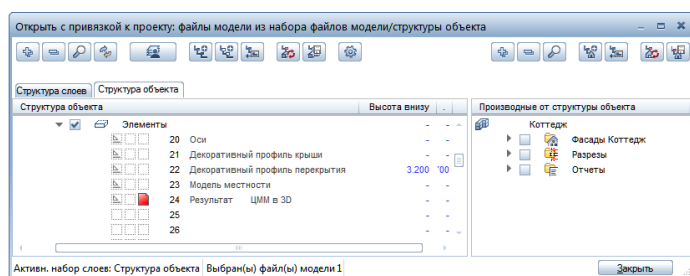 Открыть с привязкой к проекту: файлы модели из набора файлов модели/структуры объекта
Структура слоев Структура объекта
Структура объекта Высота внизу .
Элементы - -
20 Оси - -
21 Декоративный профиль крыши - -
22 Декоративный профиль перекрытия 3.200 '00
23 Модель местности - -
24 Результат ЦММ в 3D - -
25 - -
26 - -
Производные от структуры объекта
Коттедж
Фасады Коттедж
Разрезы
Отчеты
Активн. набор слоев: Структура объекта Выбран(ы) файл(ы) модели 1
Закрыть